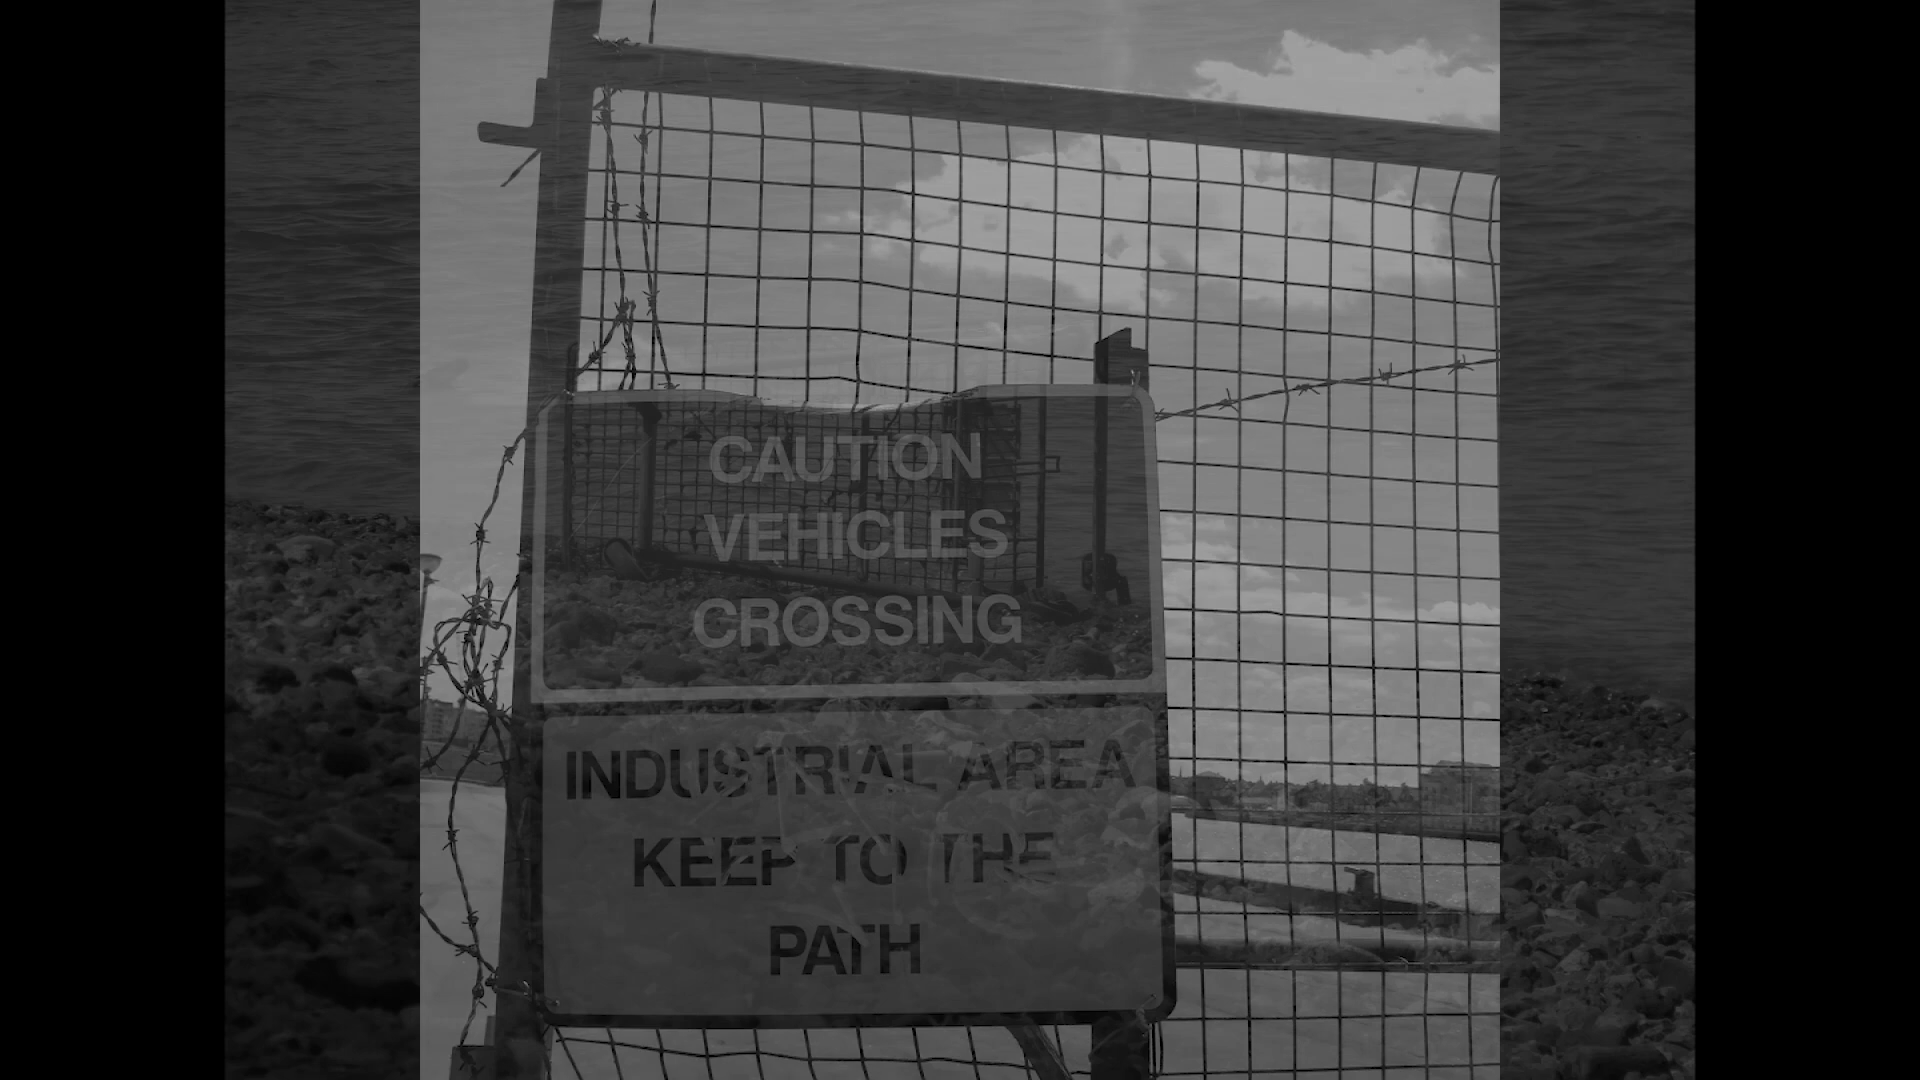 CAUTION
VEHICLES
CROSSING
INDUSTRIAL AREA
KEEP TO THE
PATH